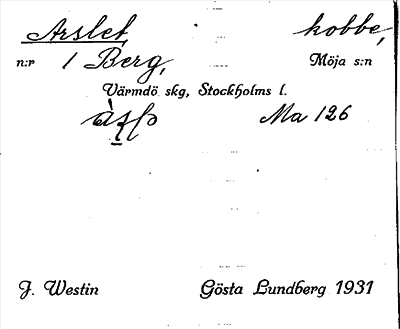 Arslet, kobbe,
n:r 1 Berg, Möja s:n
Värmdö skg, Stockholms l.
Ma 126
J. Westin Gösta Lundberg 1931